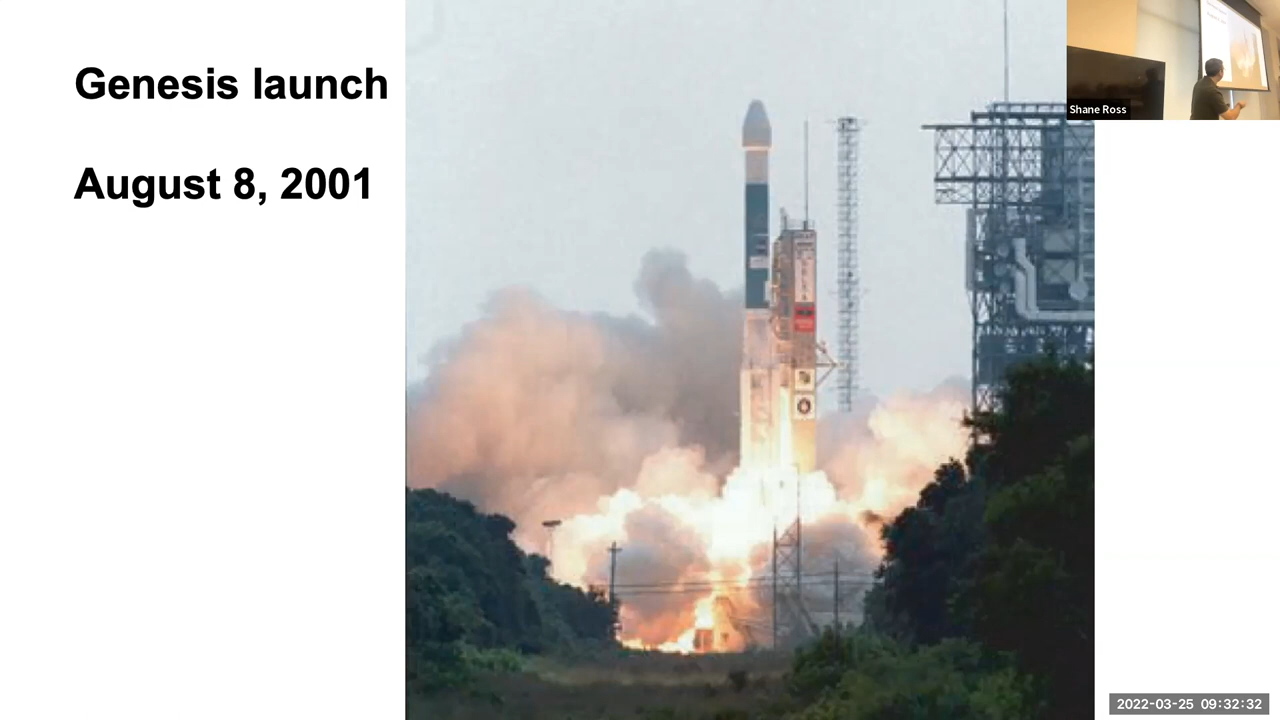 Genesis launch
August 8, 2001
Shane Ross
2022-03-25 09:32:32